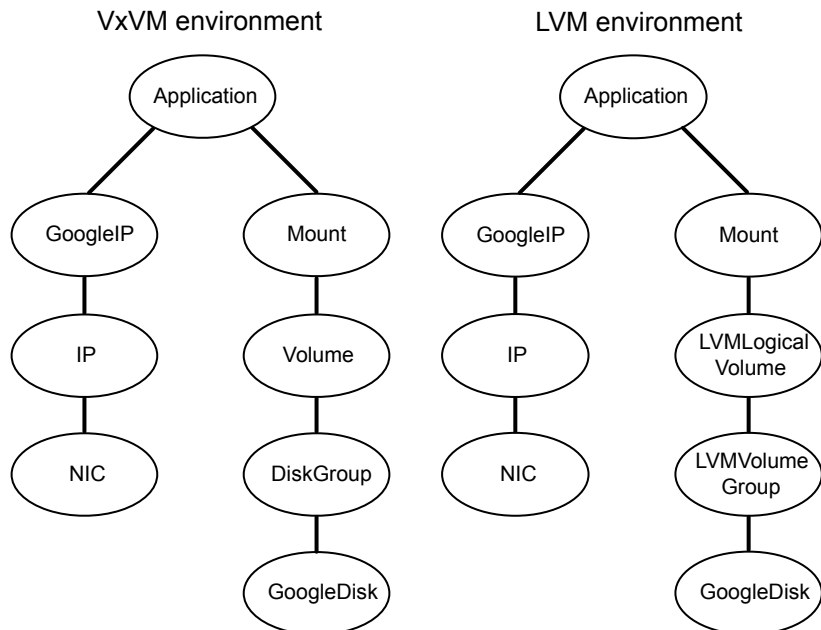 VxVM environment
Application
GoogleIP
Mount
IP
Volume
NIC
DiskGroup
GoogleDisk
LVM environment
Application
GoogleIP
Mount
IP
LVMLogical
Volume
NIC
LVMVolume
Group
GoogleDisk